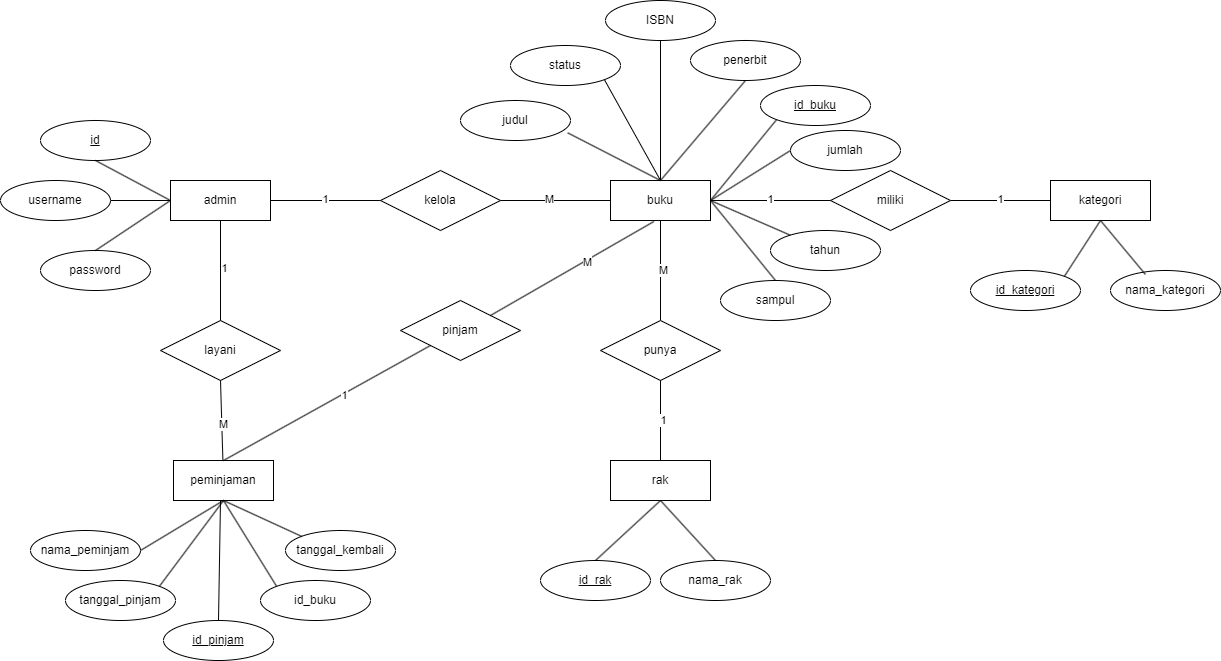 ISBN
status
penerbit
id_buku
judul
jumlah
id
username
admin
1
kelola
M
buku
1
miliki
1
kategori
password
1
M
M
tahun
sampul
id_kategori
nama_kategori
layani
pinjam
punya
1
M
1
peminjaman
rak
nama_peminjam
tanggal_kembali
tanggal_pinjam
id_buku
id_pinjam
id_rak
nama_rak